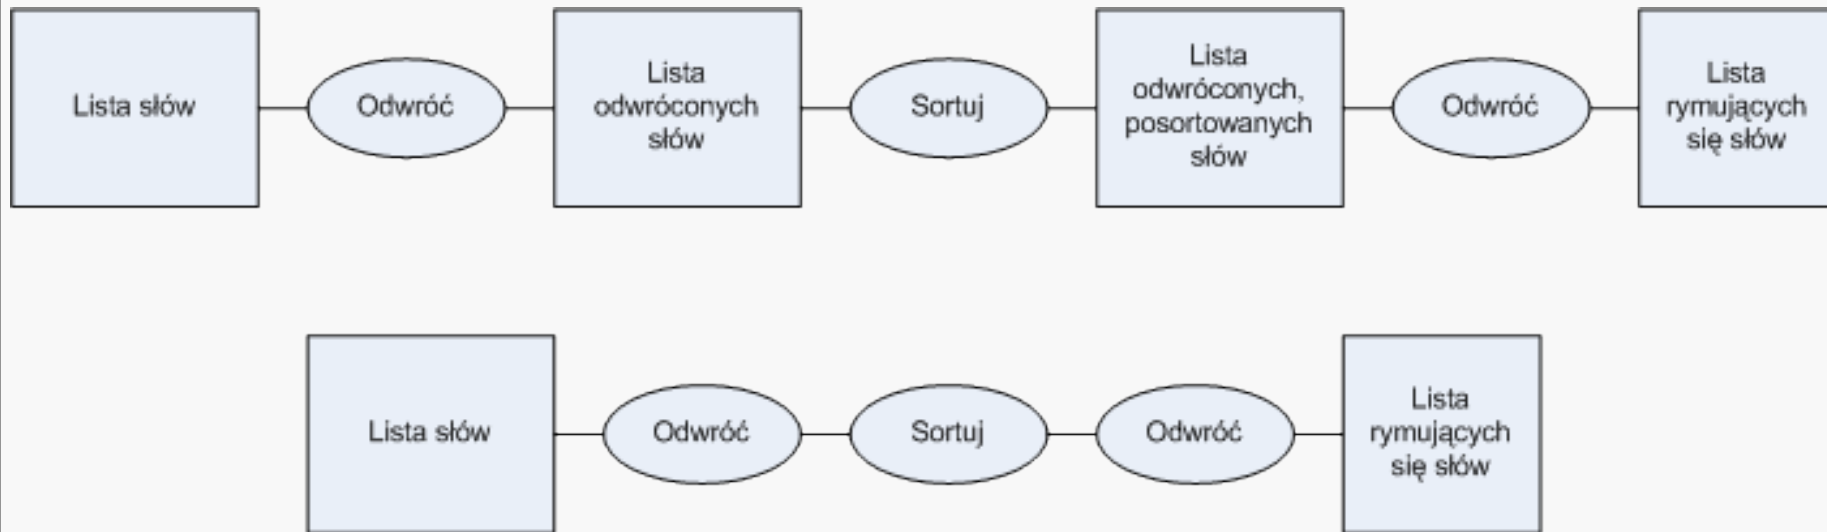 Lista słów
Odwróć
Lista
odwróconych
słów
Sortuj
Lista
odwróconych,
posortowanych
słów
Odwróć
Lista
rymujących
się słów
Lista słów
Odwróć
Sortuj
Odwróć
Lista
rymujących
się słów